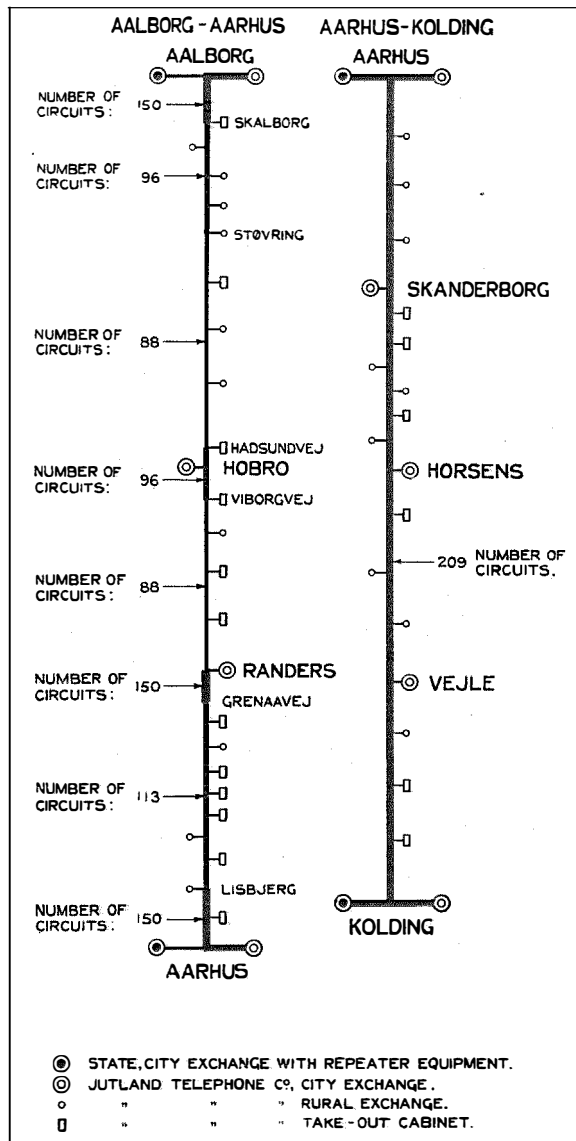 AALBORG-AARHUS
AALBORG
NUMBER OF
CIRCUITS: 150
SKALBORG
NUMBER OF
CIRCUITS: 96
STØVRING
NUMBER OF
CIRCUITS: 88
HADSUNDVEJ
HOBRO
NUMBER OF
CIRCUITS: 96
VIBORGVEJ
NUMBER OF
CIRCUITS: 88
RANDERS
NUMBER OF
CIRCUITS: 150
GRENAAVEJ
NUMBER OF
CIRCUITS: 113
LISBJERG
NUMBER OF
CIRCUITS: 150
AARHUS
AARHUS-KOLDING
AARHUS
SKANDERBORG
HORSENS
209 NUMBER OF
CIRCUITS.
VEJLE
KOLDING
STATE, CITY EXCHANGE WITH REPEATER EQUIPMENT.
JUTLAND TELEPHONE Cº, CITY EXCHANGE.
" " " RURAL EXCHANGE.
" " " TAKE-OUT CABINET.